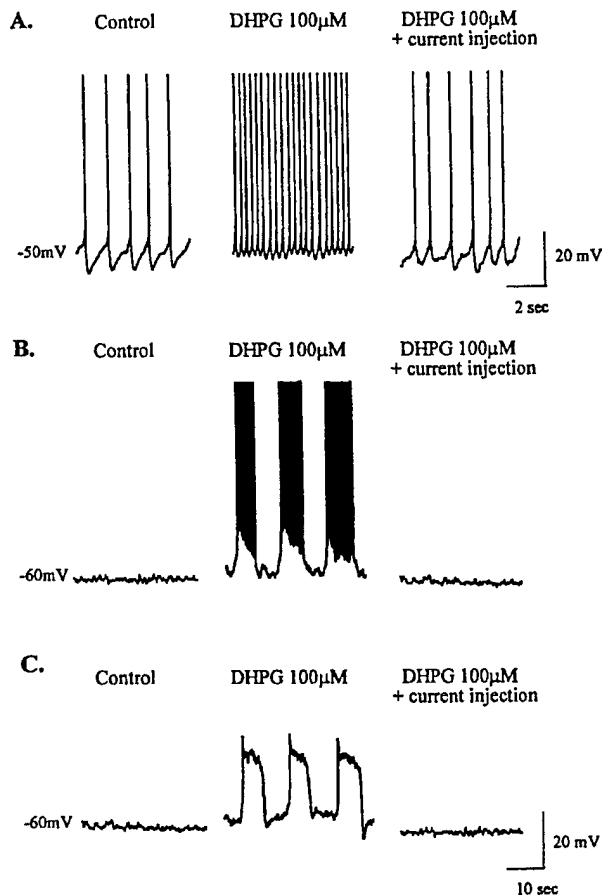 A.
Control
DHPG 100μM
DHPG 100μM
+ current injection
-50mV
20 mV
2 sec
B.
Control
DHPG 100μM
DHPG 100μM
+ current injection
-60mV
C.
Control
DHPG 100μM
DHPG 100μM
+ current injection
-60mV
20 mV
10 sec